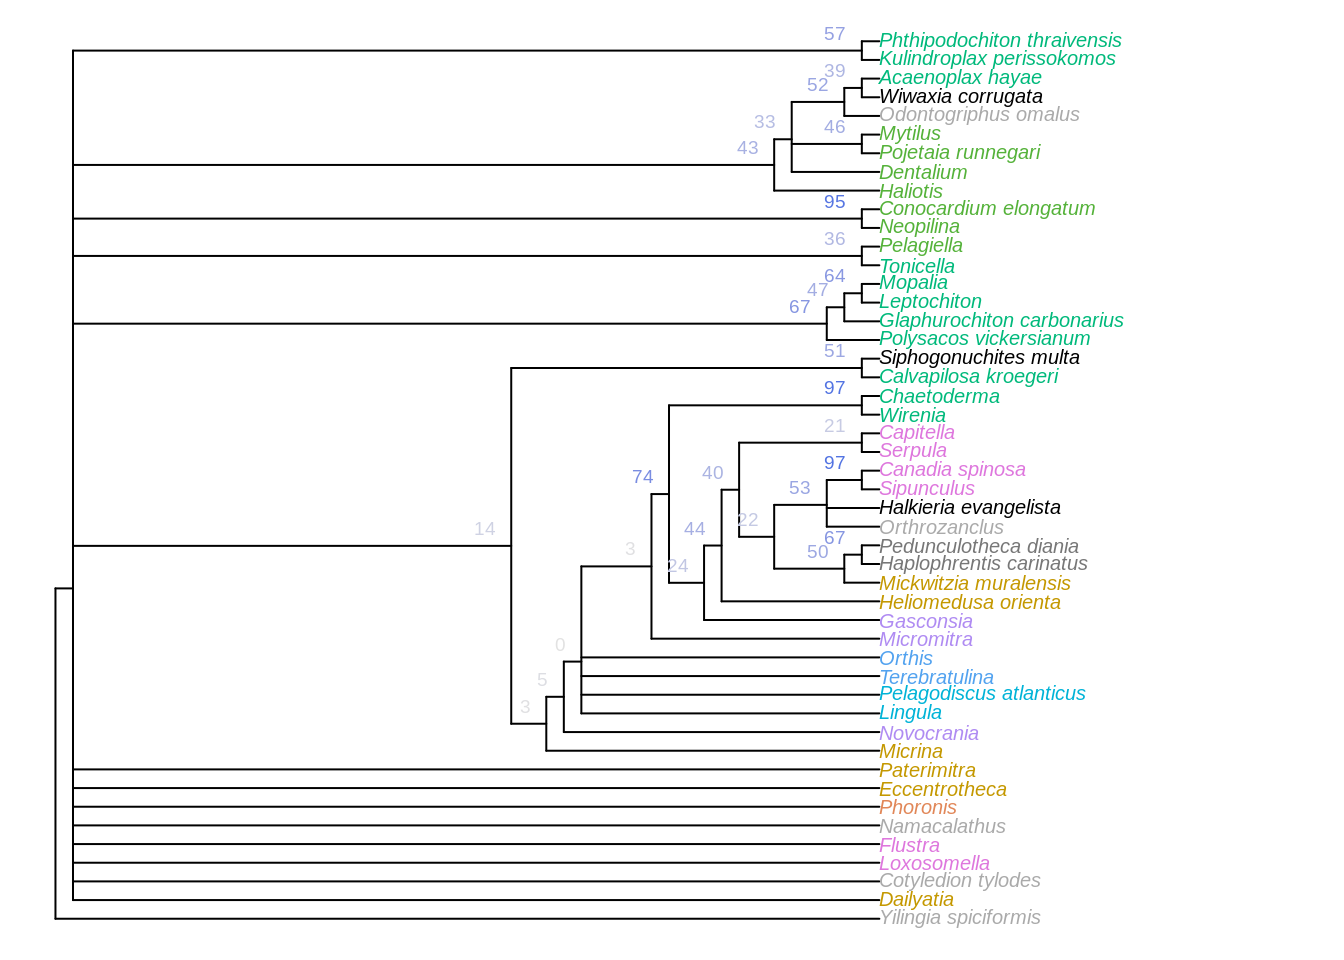 57 Phthipodochiton thraivensis
Kulindroplax perissokomos
39 Acaenoplax hayae
52 Wiwaxia corrugata
Odontogriphus omalus
33 46 Mytilus
43 Pojetaia runnegari
Dentalium
Haliotis
95 Conocardium elongatum
Neopilina
36 Pelagiella
Tonicella
64 Mopalia
47 Leptochiton
67 Glaphurochiton carbonarius
Polysacos vickersianum
51 Siphogonuchites multa
Calvapilosa kroegeri
97 Chaetoderma
Wirenia
21 Capitella
Serpula
74 40 97 Canadia spinosa
53 Sipunculus
Halkieria evangelista
14 44 22 Orthrozanclus
3 50 67 Pedunculotheca diania
24 Haplophrentis carinatus
Mickwitzia muralensis
Heliomedusa orienta
Gasconsia
0 Micromitra
Orthis
5 Terebratulina
Pelagodiscus atlanticus
3 Lingula
Novocrania
Micrina
Paterimitra
Eccentrotheca
Phoronis
Namacalathus
Flustra
Loxosomella
Cotyledion tylodes
Dailyatia
Yilingia spiciformis